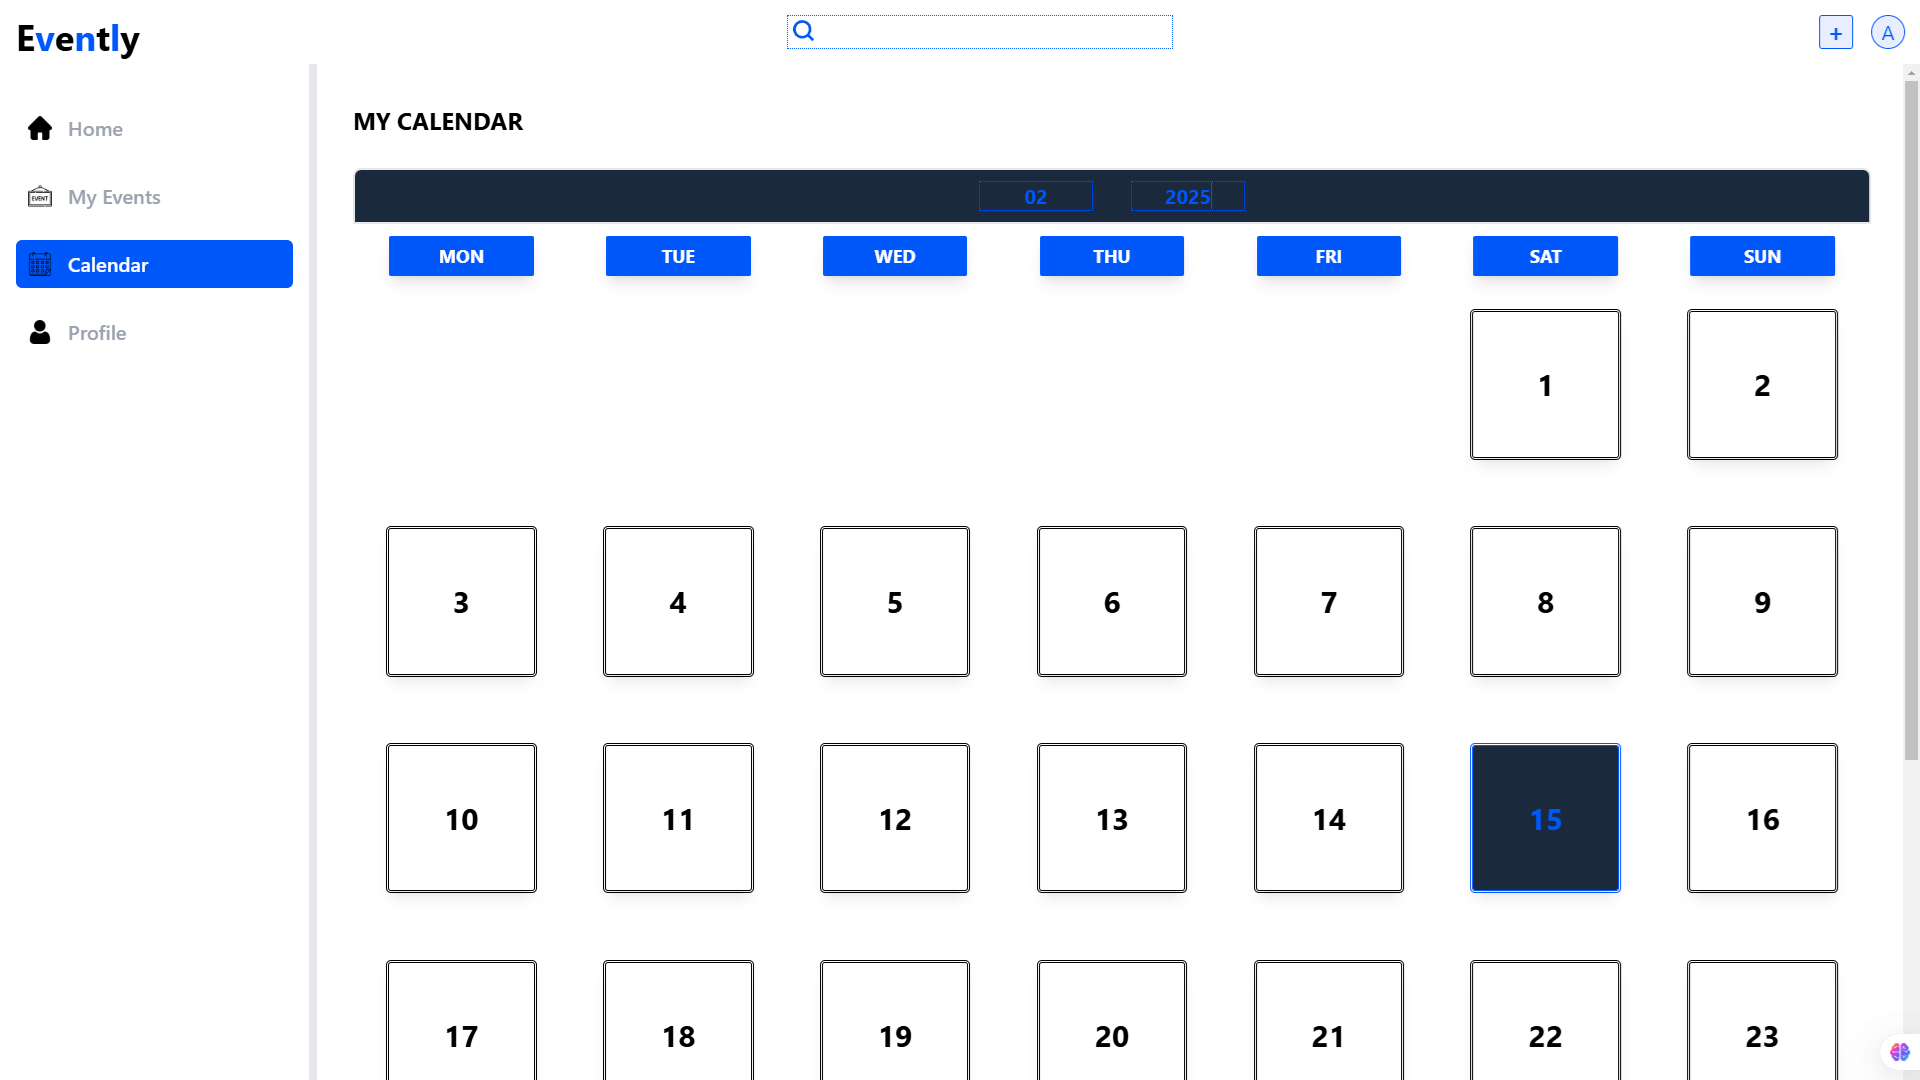 Evently
+ A
Home
My Events
Calendar
Profile
MY CALENDAR
02 2025
MON TUE WED THU FRI SAT SUN
1 2
3 4 5 6 7 8 9
10 11 12 13 14 15 16
17 18 19 20 21 22 23